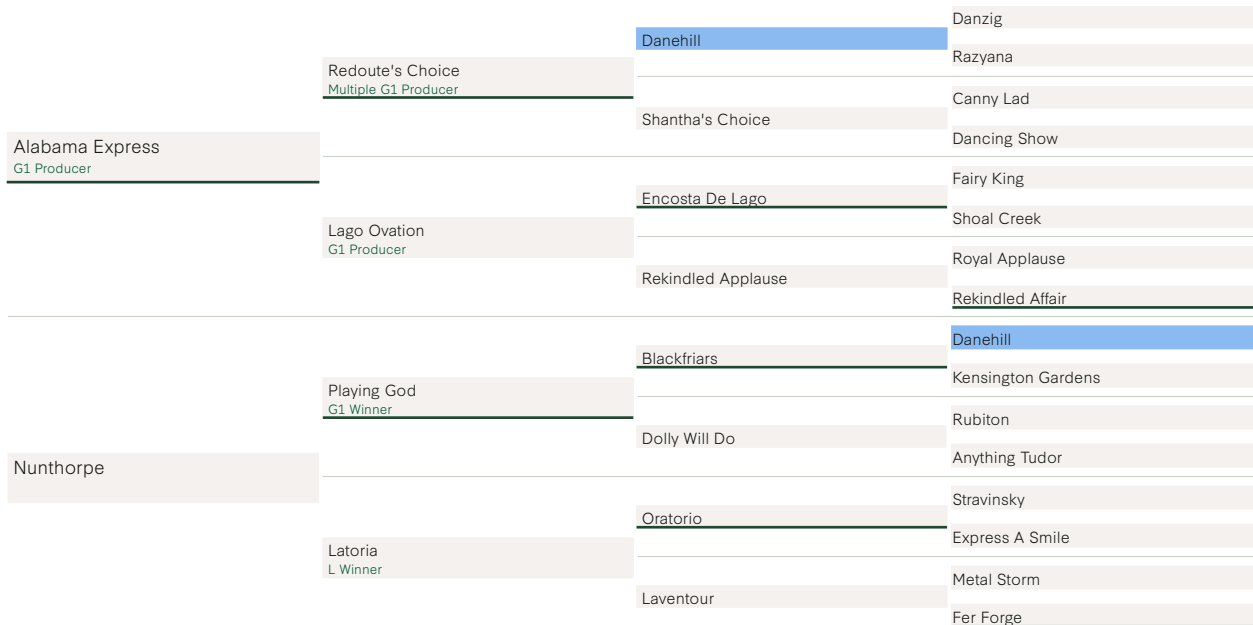 Alabama Express
G1 Producer
Nunthorpe
Redoute's Choice
Multiple G1 Producer
Lago Ovation
G1 Producer
Playing God
G1 Winner
Latoria
L Winner
Danehill
Shantha's Choice
Encosta De Lago
Rekindled Applause
Blackfriars
Dolly Will Do
Oratorio
Laventour
Danzig
Razyana
Canny Lad
Dancing Show
Fairy King
Shoal Creek
Royal Applause
Rekindled Affair
Danehill
Kensington Gardens
Rubiton
Anything Tudor
Stravinsky
Express A Smile
Metal Storm
Fer Forge